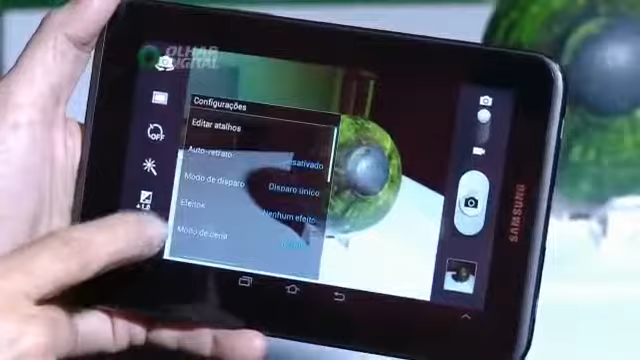 OLHAR
DIGITAL
Configurações
Editar atalhos
Auto-retrato
Desativado
Modo de disparo
Disparo único
Efeitos
Nenhum efeito
Modo de cena
OFF
SAMSUNG